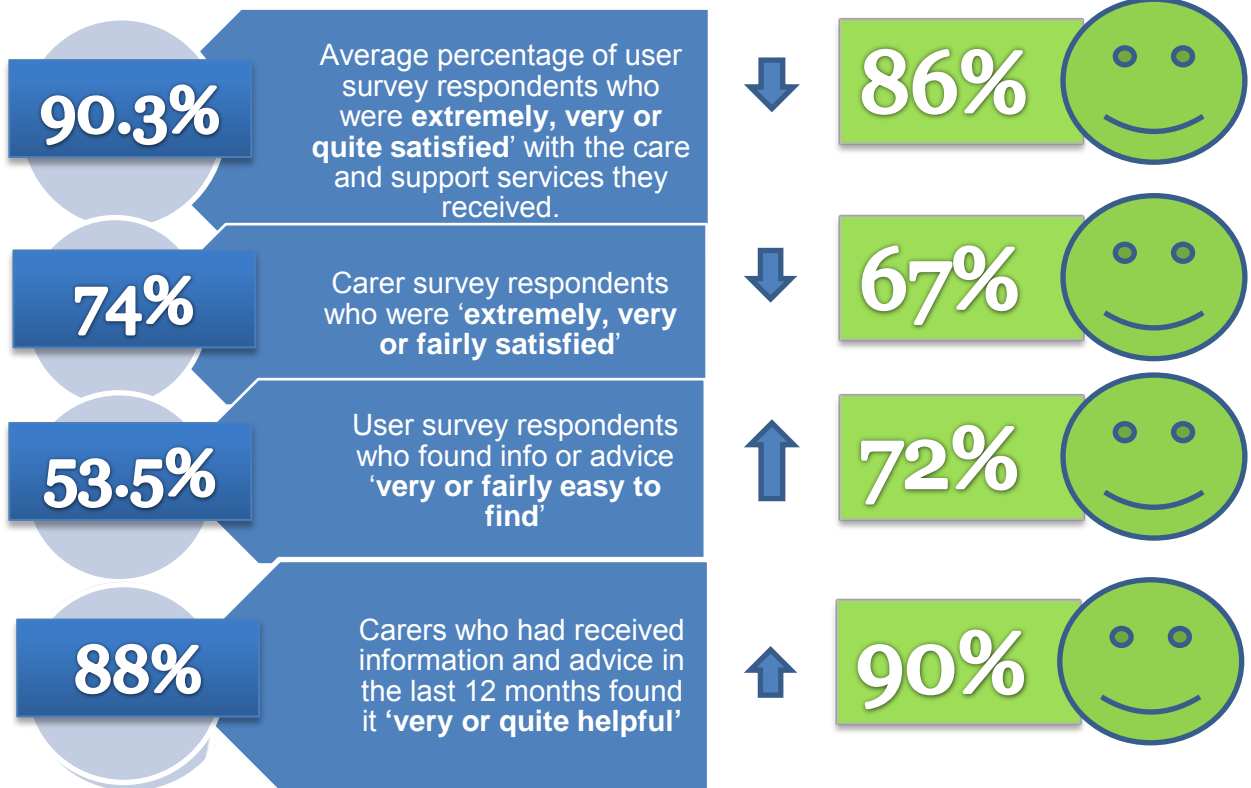 90.3%
Average percentage of user
survey respondents who
were extremely, very or
quite satisfied’ with the care
and support services they
received.
86%
74%
Carer survey respondents
who were ‘extremely, very
or fairly satisfied’
67%
53.5%
User survey respondents
who found info or advice
‘very or fairly easy to
find’
72%
88%
Carers who had received
information and advice in
the last 12 months found
it ‘very or quite helpful’
90%